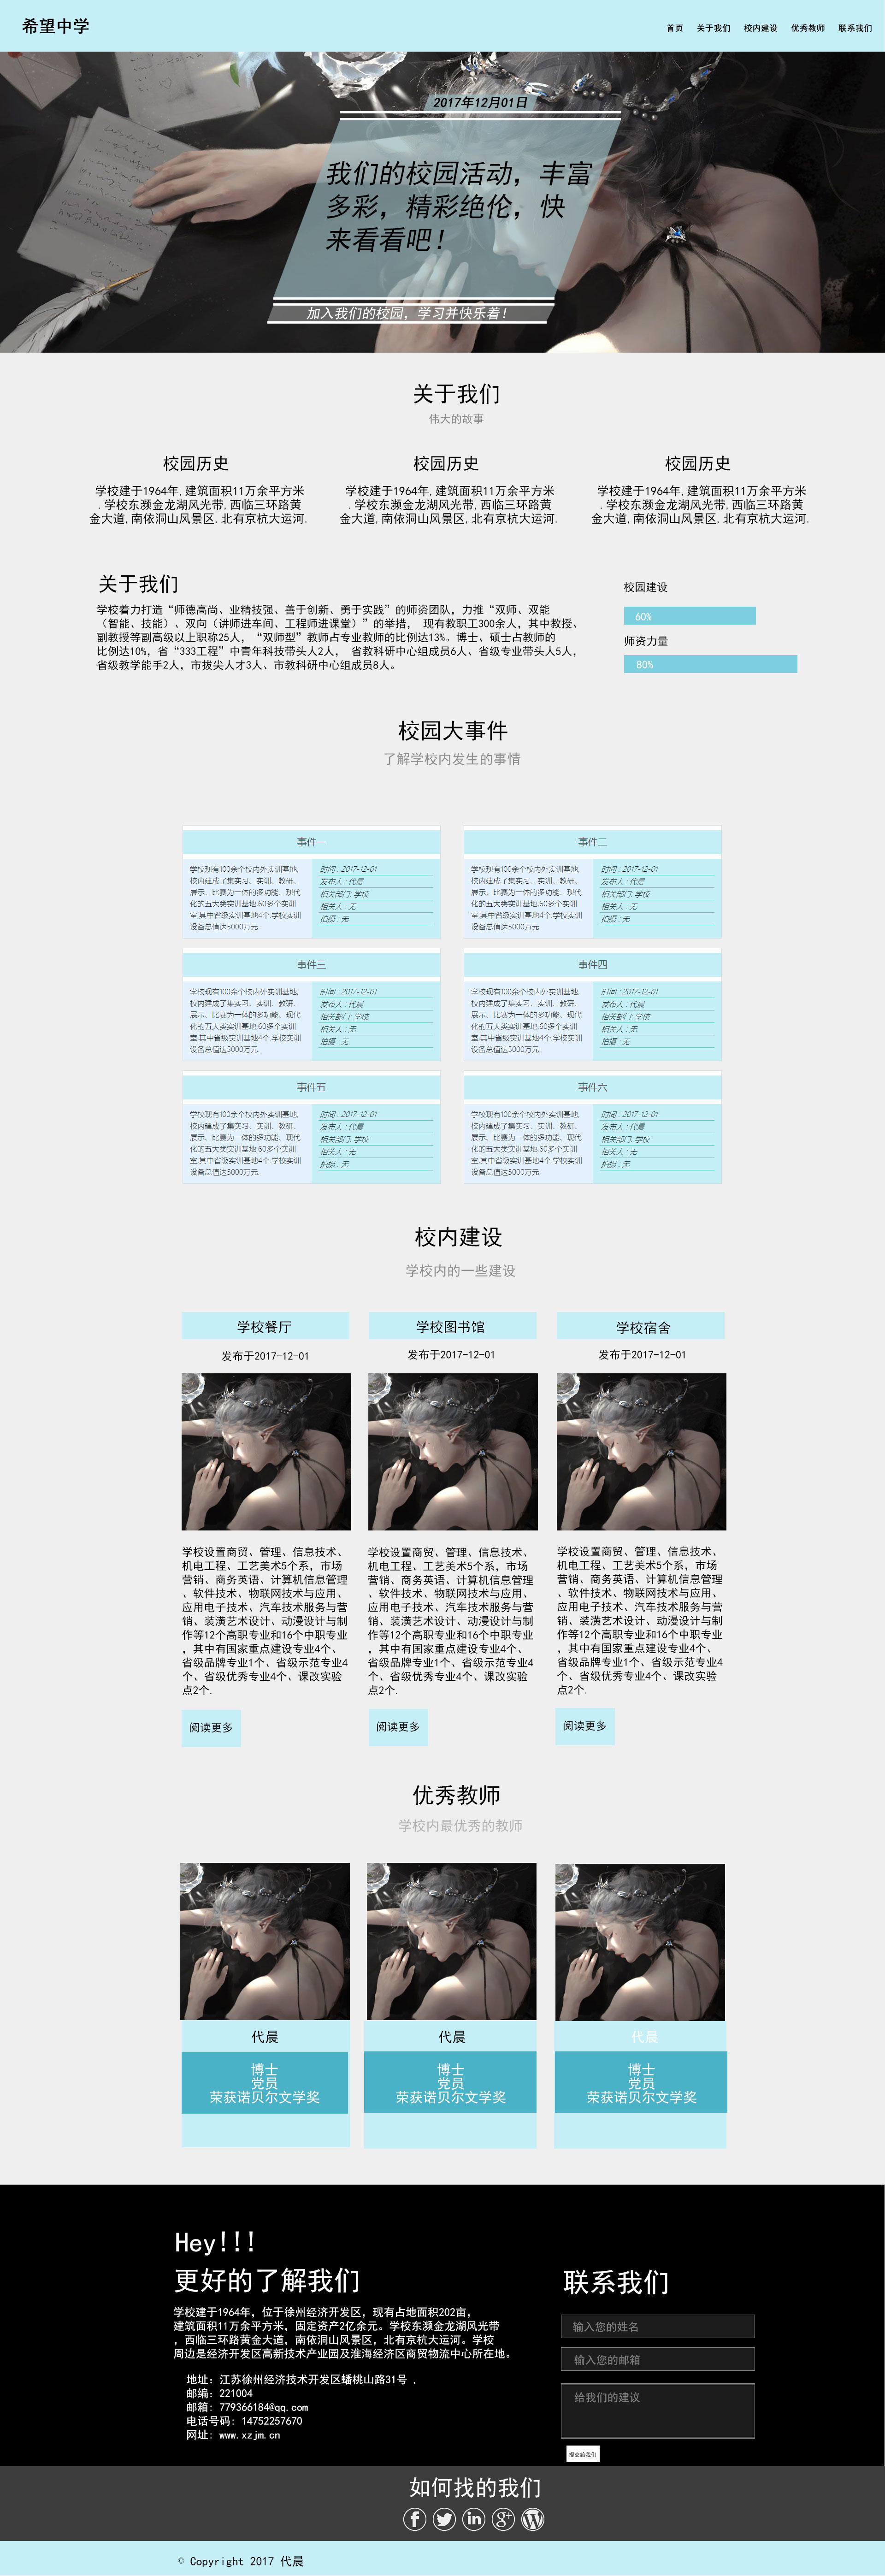 希望中学
首页 关于我们 校内建设 优秀教师 联系我们
2017年12月01日
我们的校园活动，丰富
多彩，精彩绝伦，快
来看看吧！
加入我们的校园，学习并快乐着！
关于我们
伟大的故事
校园历史
学校建于1964年,建筑面积11万余平方米
.学校东濒金龙湖风光带,西临三环路黄
金大道,南依洞山风景区,北有京杭大运河.
校园历史
学校建于1964年,建筑面积11万余平方米
.学校东濒金龙湖风光带,西临三环路黄
金大道,南依洞山风景区,北有京杭大运河.
校园历史
学校建于1964年,建筑面积11万余平方米
.学校东濒金龙湖风光带,西临三环路黄
金大道,南依洞山风景区,北有京杭大运河.
关于我们
学校着力打造“师德高尚、业精技强、善于创新、勇于实践”的师资团队，力推“双师、双能
（智能、技能）、双向（讲师进车间、工程师进课堂）”的举措， 现有教职工300余人，其中教授、
副教授等副高级以上职称25人，“双师型”教师占专业教师的比例达13%。博士、硕士占教师的
比例达10%，省“333工程”中青年科技带头人2人， 省教科研中心组成员6人、省级专业带头人5人，
省级教学能手2人，市拔尖人才3人、市教科研中心组成员8人。
校园建设
60%
师资力量
80%
校园大事件
了解学校内发生的事情
事件一
学校现有100余个校内外实训基地,
校内建成了集实习、实训、教研、
展示、比赛为一体的多功能、现代
化的五大类实训基地,60多个实训
室,其中省级实训基地4个.学校实训
设备总值达5000万元.
时间：2017-12-01
发布人：代晨
相关部门: 学校
相关人：无
拍摄：无
事件二
学校现有100余个校内外实训基地,
校内建成了集实习、实训、教研、
展示、比赛为一体的多功能、现代
化的五大类实训基地,60多个实训
室,其中省级实训基地4个.学校实训
设备总值达5000万元.
时间：2017-12-01
发布人：代晨
相关部门: 学校
相关人：无
拍摄：无
事件三
学校现有100余个校内外实训基地,
校内建成了集实习、实训、教研、
展示、比赛为一体的多功能、现代
化的五大类实训基地,60多个实训
室,其中省级实训基地4个.学校实训
设备总值达5000万元.
时间：2017-12-01
发布人：代晨
相关部门: 学校
相关人：无
拍摄：无
事件四
学校现有100余个校内外实训基地,
校内建成了集实习、实训、教研、
展示、比赛为一体的多功能、现代
化的五大类实训基地,60多个实训
室,其中省级实训基地4个.学校实训
设备总值达5000万元.
时间：2017-12-01
发布人：代晨
相关部门: 学校
相关人：无
拍摄：无
事件五
学校现有100余个校内外实训基地,
校内建成了集实习、实训、教研、
展示、比赛为一体的多功能、现代
化的五大类实训基地,60多个实训
室,其中省级实训基地4个.学校实训
设备总值达5000万元.
时间：2017-12-01
发布人：代晨
相关部门: 学校
相关人：无
拍摄：无
事件六
学校现有100余个校内外实训基地,
校内建成了集实习、实训、教研、
展示、比赛为一体的多功能、现代
化的五大类实训基地,60多个实训
室,其中省级实训基地4个.学校实训
设备总值达5000万元.
时间：2017-12-01
发布人：代晨
相关部门: 学校
相关人：无
拍摄：无
校内建设
学校内的一些建设
学校餐厅
发布于2017-12-01
学校设置商贸、管理、信息技术、
机电工程、工艺美术5个系，市场
营销、商务英语、计算机信息管理
、软件技术、物联网技术与应用、
应用电子技术、汽车技术服务与营
销、装潢艺术设计、动漫设计与制
作等12个高职专业和16个中职专业
，其中有国家重点建设专业4个、
省级品牌专业1个、省级示范专业4
个、省级优秀专业4个、课改实验
点2个.
阅读更多
学校图书馆
发布于2017-12-01
学校设置商贸、管理、信息技术、
机电工程、工艺美术5个系，市场
营销、商务英语、计算机信息管理
、软件技术、物联网技术与应用、
应用电子技术、汽车技术服务与营
销、装潢艺术设计、动漫设计与制
作等12个高职专业和16个中职专业
，其中有国家重点建设专业4个、
省级品牌专业1个、省级示范专业4
个、省级优秀专业4个、课改实验
点2个.
阅读更多
学校宿舍
发布于2017-12-01
学校设置商贸、管理、信息技术、
机电工程、工艺美术5个系，市场
营销、商务英语、计算机信息管理
、软件技术、物联网技术与应用、
应用电子技术、汽车技术服务与营
销、装潢艺术设计、动漫设计与制
作等12个高职专业和16个中职专业
，其中有国家重点建设专业4个、
省级品牌专业1个、省级示范专业4
个、省级优秀专业4个、课改实验
点2个.
阅读更多
优秀教师
学校内最优秀的教师
代晨
博士
党员
荣获诺贝尔文学奖
代晨
博士
党员
荣获诺贝尔文学奖
代晨
博士
党员
荣获诺贝尔文学奖
Hey!!!
更好的了解我们
学校建于1964年，位于徐州经济开发区，现有占地面积202亩，
建筑面积11万余平方米，固定资产2亿余元。学校东濒金龙湖风光带
，西临三环路黄金大道，南依洞山风景区，北有京杭大运河。学校
周边是经济开发区高新技术产业园及淮海经济区商贸物流中心所在地。
地址：江苏徐州经济技术开发区蟠桃山路31号 .
邮编：221004
邮箱: 779366184@qq.com
电话号码: 14752257670
网址: www.xzjm.cn
联系我们
输入您的姓名
输入您的邮箱
给我们的建议
提交给我们
如何找的我们
© Copyright 2017 代晨